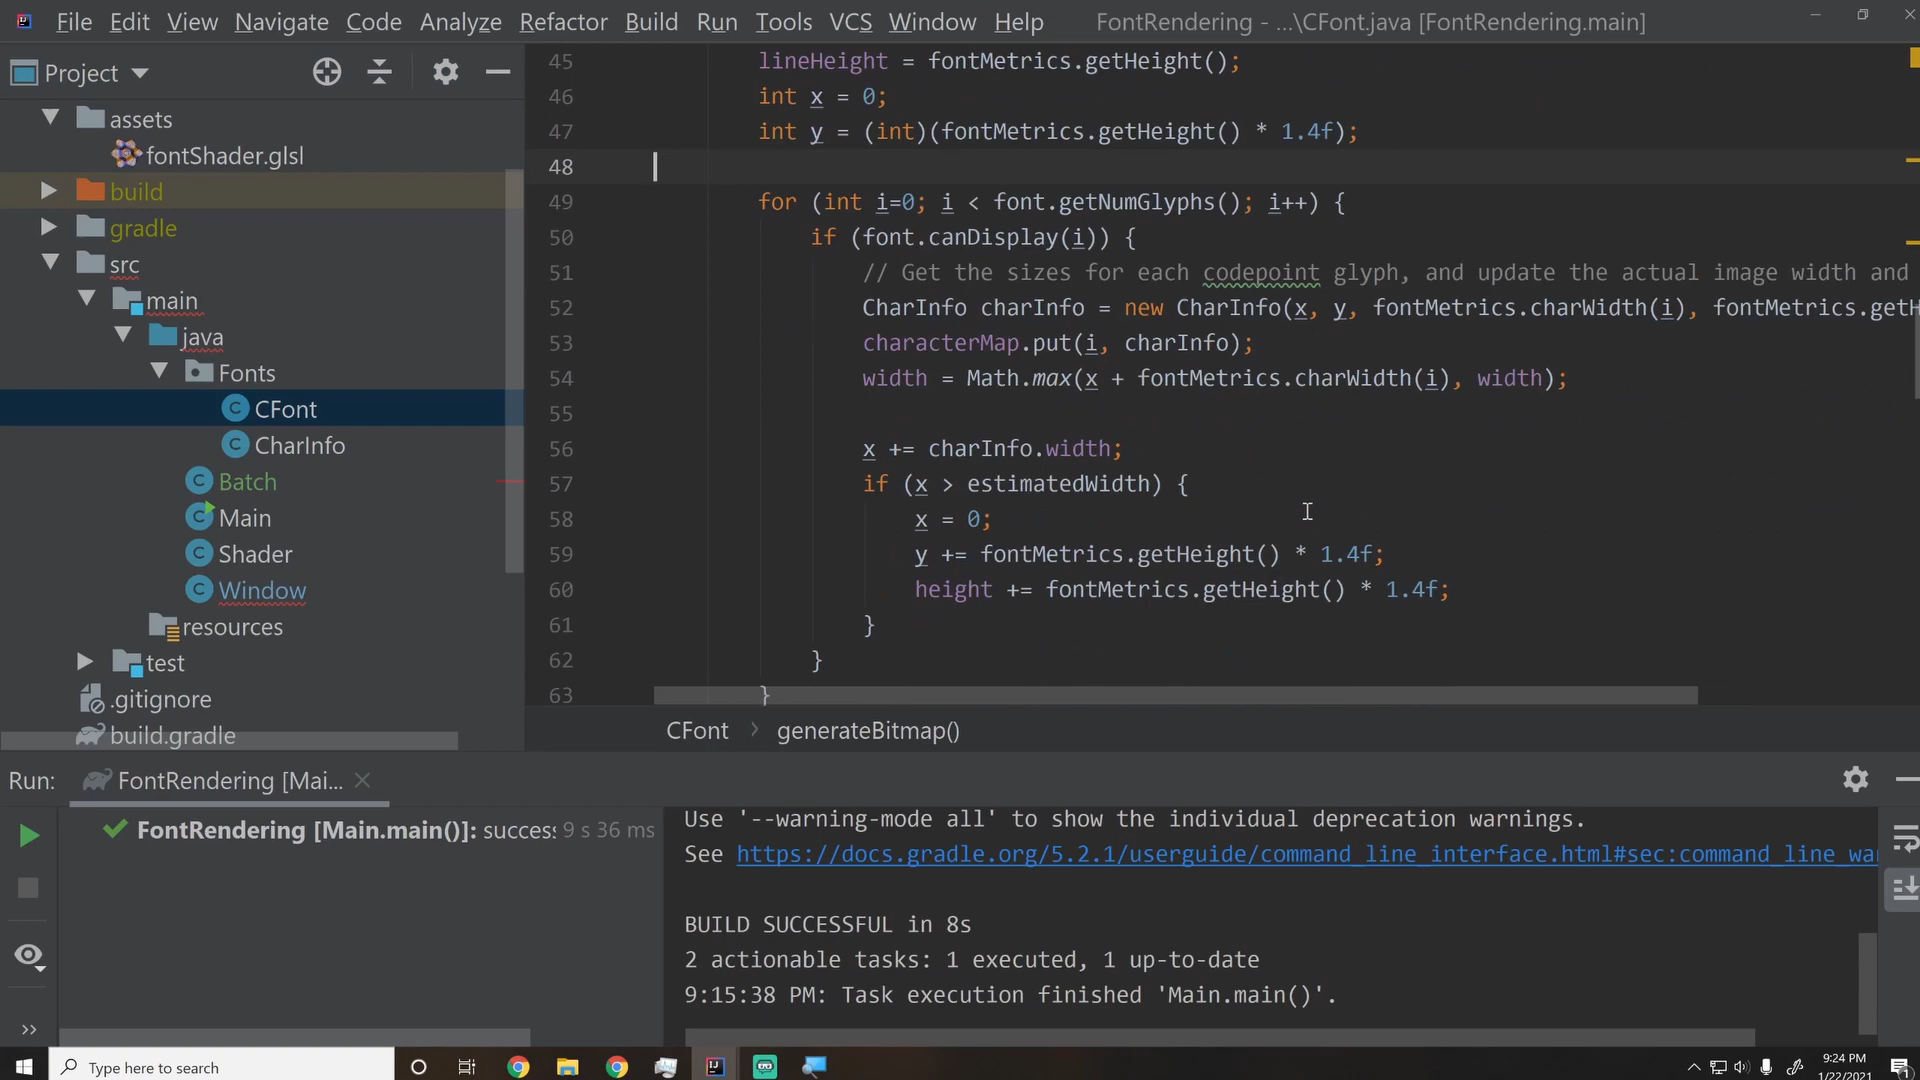 File Edit View Navigate Code Analyze Refactor Build Run Tools VCS Window Help FontRendering - ...\CFont.java [FontRendering.main]
Project
assets
fontShader.glsl
build
gradle
src
main
java
Fonts
CFont
CharInfo
Batch
Main
Shader
Window
resources
test
.gitignore
build.gradle
45 lineHeight = fontMetrics.getHeight();
46 int x = 0;
47 int y = (int)(fontMetrics.getHeight() * 1.4f);
48
49 for (int i=0; i < font.getNumGlyphs(); i++) {
50 if (font.canDisplay(i)) {
51 // Get the sizes for each codepoint glyph, and update the actual image width and
52 CharInfo charInfo = new CharInfo(x, y, fontMetrics.charWidth(i), fontMetrics.getH
53 characterMap.put(i, charInfo);
54 width = Math.max(x + fontMetrics.charWidth(i), width);
55
56 x += charInfo.width;
57 if (x > estimatedWidth) {
58 x = 0;
59 y += fontMetrics.getHeight() * 1.4f;
60 height += fontMetrics.getHeight() * 1.4f;
61 }
62 }
63 }
CFont > generateBitmap()
Run: FontRendering [Mai...
FontRendering [Main.main()]: success 9 s 36 ms
Use '--warning-mode all' to show the individual deprecation warnings.
See https://docs.gradle.org/5.2.1/userguide/command_line_interface.html#sec:command_line_wa
BUILD SUCCESSFUL in 8s
2 actionable tasks: 1 executed, 1 up-to-date
9:15:38 PM: Task execution finished 'Main.main()'.
Type here to search
9:24 PM
1/22/2021